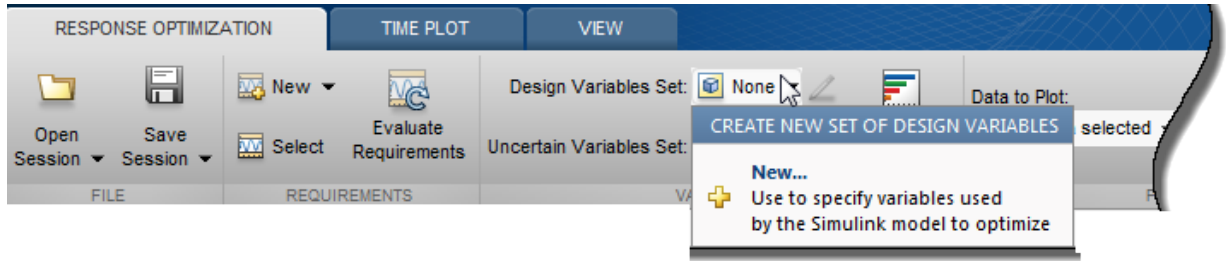 RESPONSE OPTIMIZATION
TIME PLOT
VIEW
Open
Session
Save
Session
FILE
New
Select
Evaluate
Requirements
REQUIREMENTS
Design Variables Set:
None
Uncertain Variables Set:
Data to Plot:
selected
CREATE NEW SET OF DESIGN VARIABLES
New...
Use to specify variables used
by the Simulink model to optimize